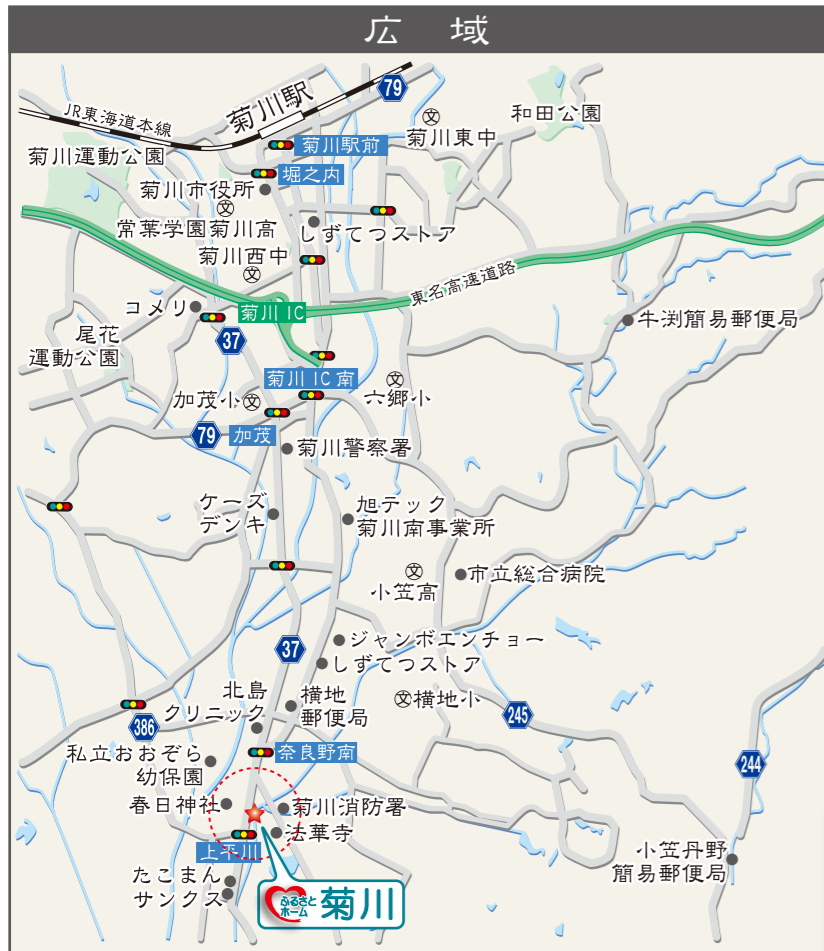 広域
79
JR東海道本線
菊川駅
和田公園
文
菊川東中
菊川駅前
菊川運動公園
堀之内
菊川市役所
文
常葉学園菊川高
しずてつストア
菊川西中
文
東名高速道路
コメリ
菊川IC
牛渕簡易郵便局
37
尾花
運動公園
菊川IC南
文
六郷小
加茂小文
79
加茂
菊川警察署
ケーズ
デンキ
旭テック
菊川南事業所
文
小笠高
市立総合病院
ジャンボエンチョー
37
しずてつストア
北島
クリニック
横地
郵便局
文横地小
245
386
奈良野南
私立おおぞら
幼保園
244
春日神社
菊川消防署
法華寺
上平川
小笠丹野
簡易郵便局
たこまん
サンクス
ふるさと
ホーム
菊川